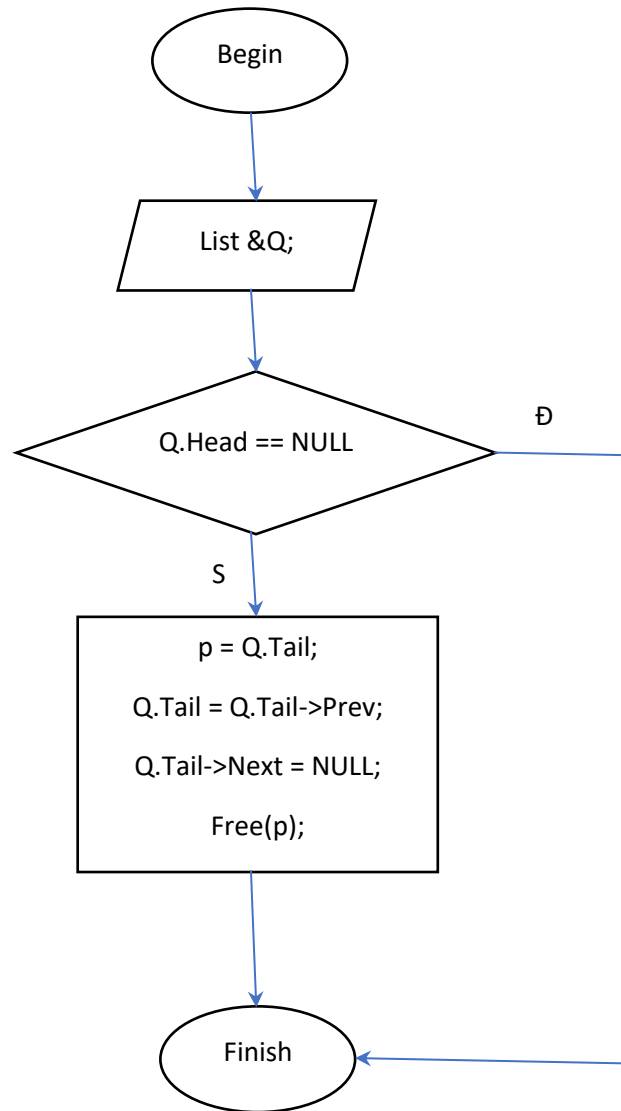 Begin
List &Q;
Q.Head == NULL
Đ
S
p = Q.Tail;
Q.Tail = Q.Tail->Prev;
Q.Tail->Next = NULL;
Free(p);
Finish